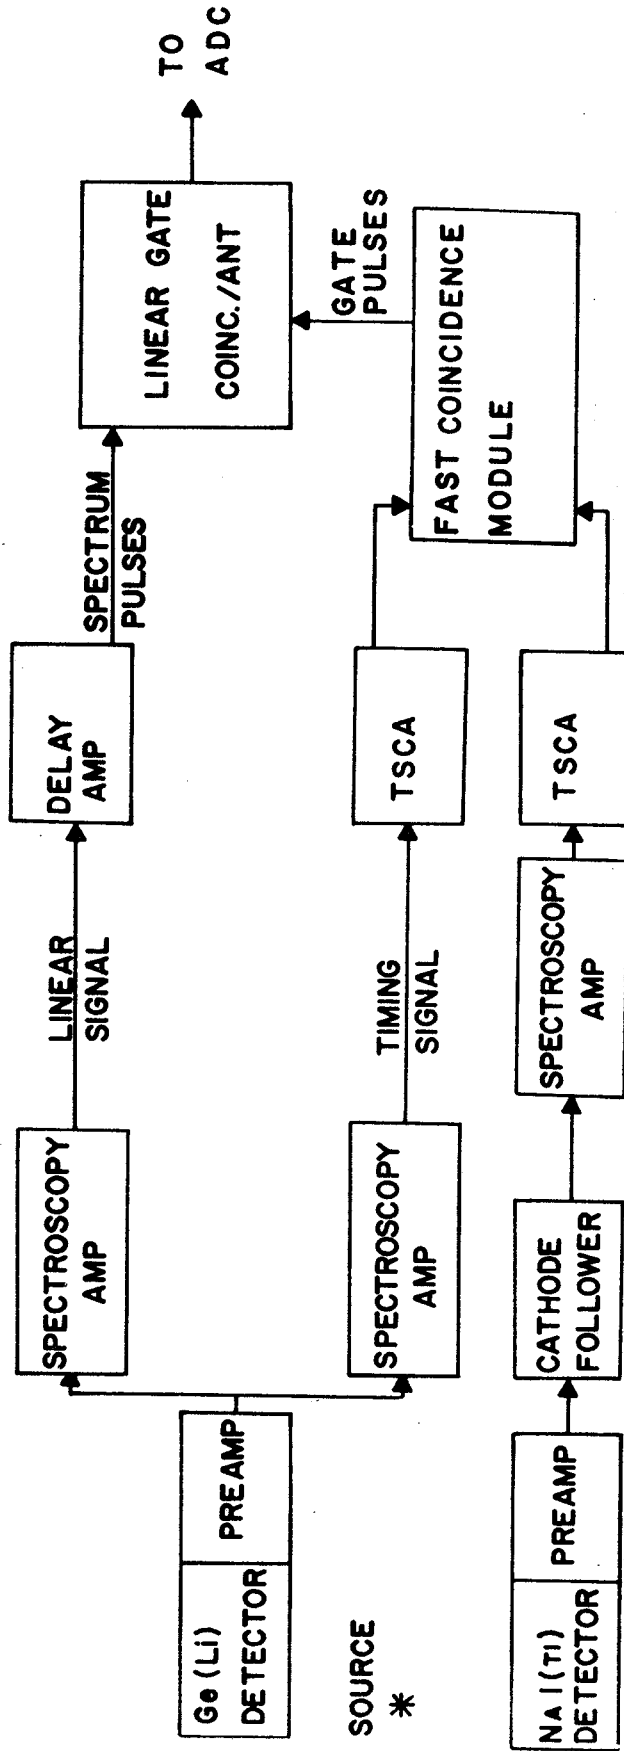 Ge(Li)
DETECTOR
PREAMP
SOURCE
*
NAI(Tl)
DETECTOR
PREAMP
SPECTROSCOPY
AMP
LINEAR
SIGNAL
DELAY
AMP
SPECTRUM
PULSES
LINEAR GATE
COINC./ANT
TO
ADC
SPECTROSCOPY
AMP
TIMING
SIGNAL
TSCA
GATE
PULSES
FAST COINCIDENCE
MODULE
CATHODE
FOLLOWER
SPECTROSCOPY
AMP
TSCA